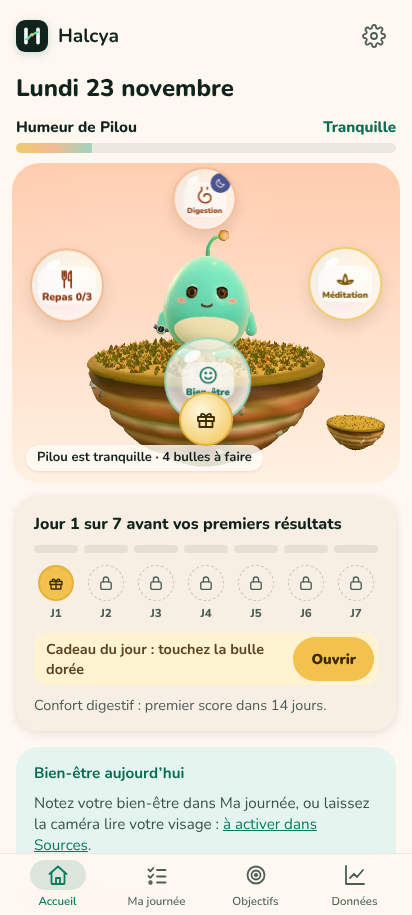 Halcya
Lundi 23 novembre
Humeur de Pilou
Tranquille
Digestion
Repas 0/3
Méditation
Bien-être
Pilou est tranquille · 4 bulles à faire
Jour 1 sur 7 avant vos premiers résultats
J1
J2
J3
J4
J5
J6
J7
Cadeau du jour : touchez la bulle
dorée
Ouvrir
Confort digestif : premier score dans 14 jours.
Bien-être aujourd’hui
Notez votre bien-être dans Ma journée, ou laissez
la caméra lire votre visage : à activer dans
Sources.
Accueil
Ma journée
Objectifs
Données